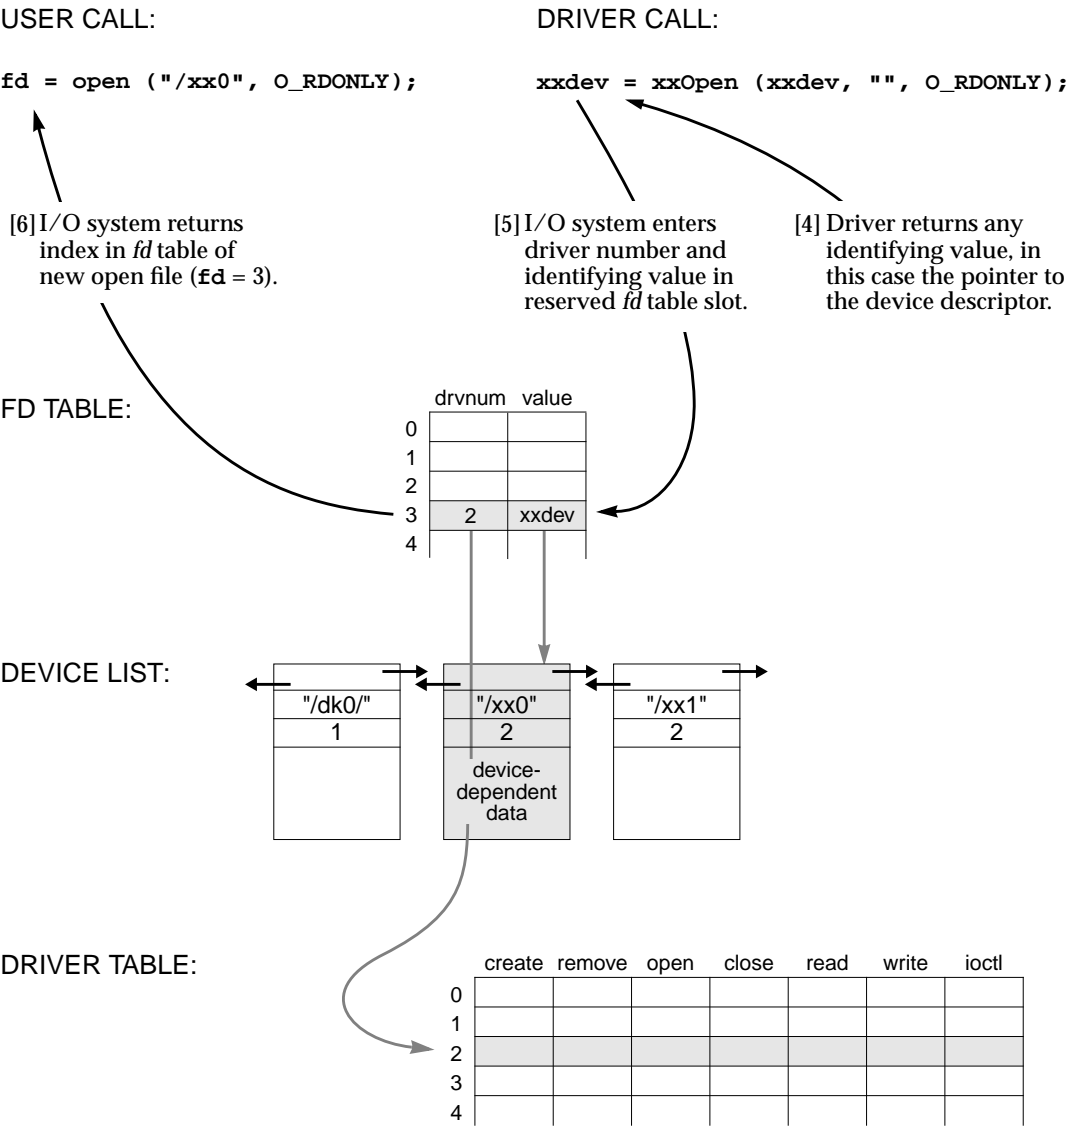 USER CALL:
DRIVER CALL:
fd = open ("/xx0", O_RDONLY);
xxdev = xxOpen (xxdev, "", O_RDONLY);
[6] I/O system returns
index in fd table of
new open file (fd = 3).
[5] I/O system enters
driver number and
identifying value in
reserved fd table slot.
[4] Driver returns any
identifying value, in
this case the pointer to
the device descriptor.
FD TABLE:
drvnum value
0
1
2
3 2 xxdev
4
DEVICE LIST:
"/dk0/" "/xx0" "/xx1"
1 2 2
device-
dependent
data
DRIVER TABLE:
create remove open close read write ioctl
0
1
2
3
4